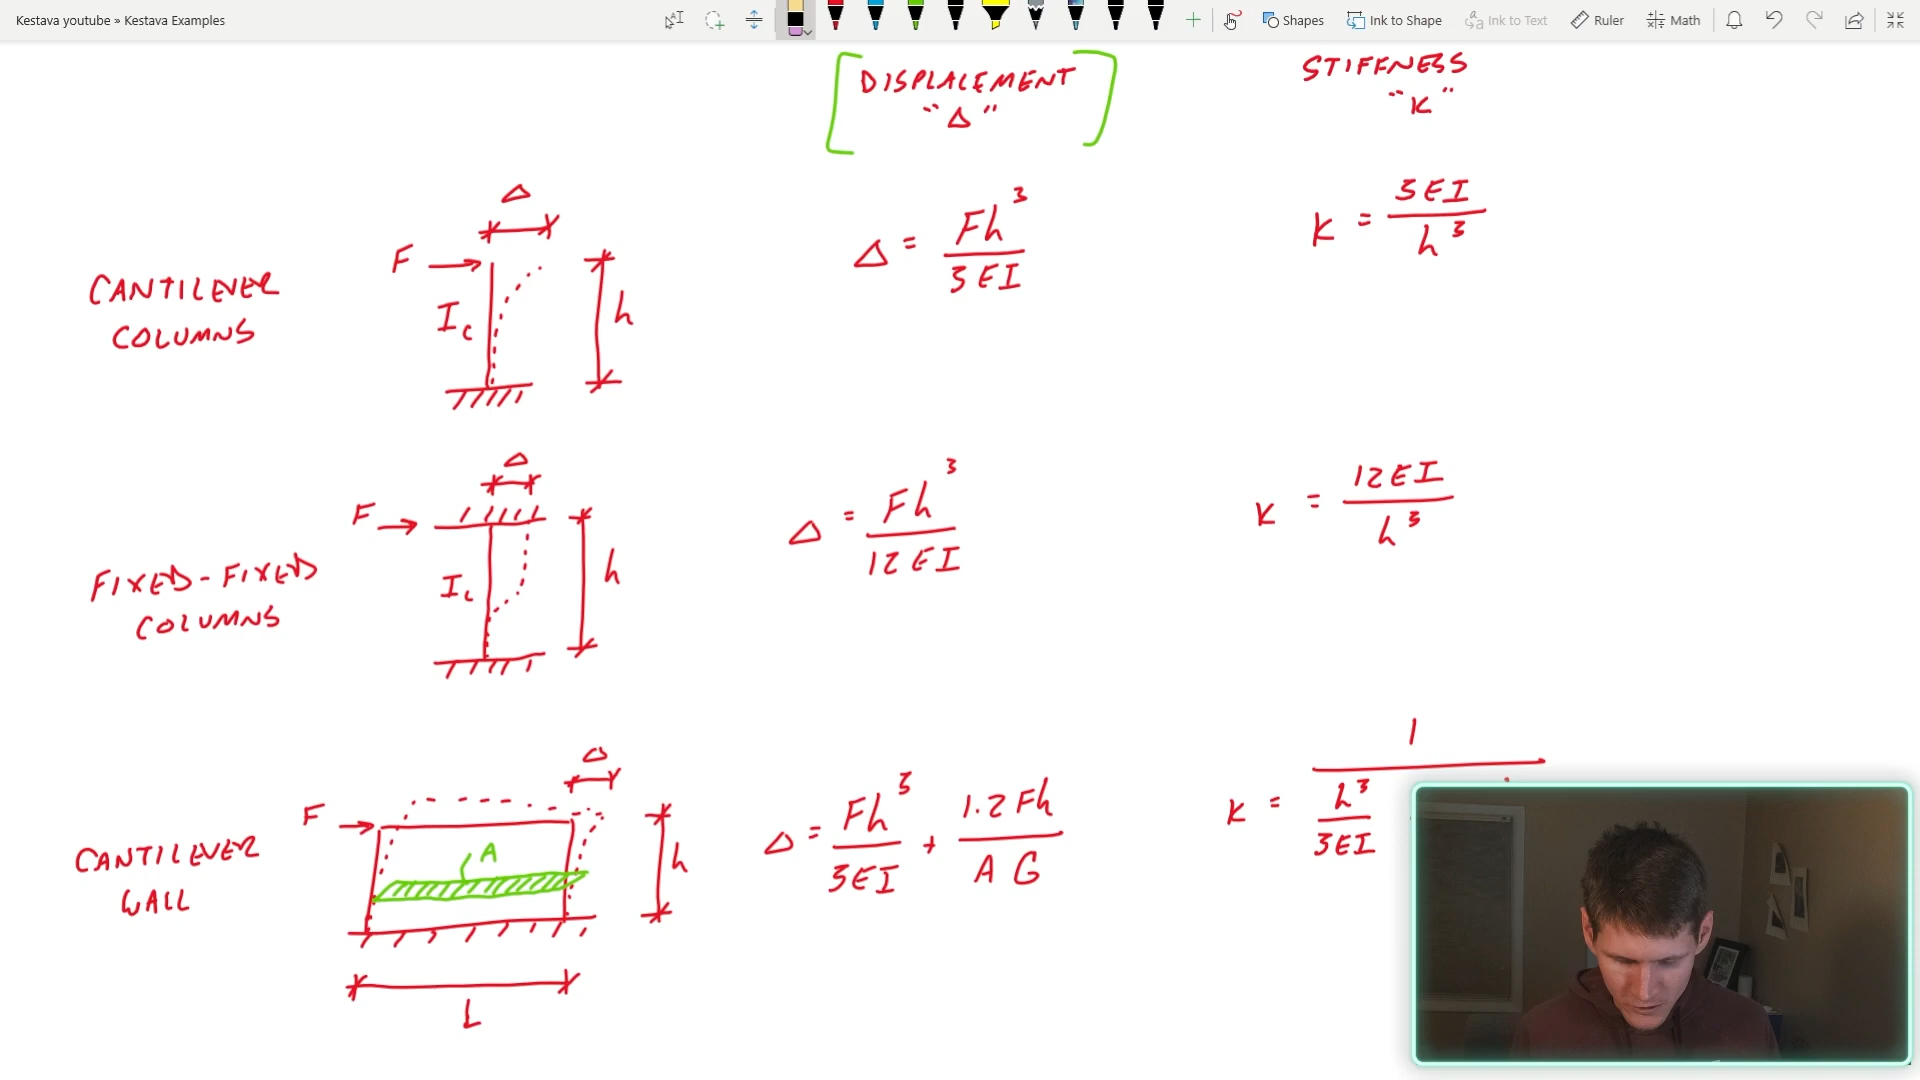 Kestava youtube » Kestava Examples
Shapes
Ink to Shape
Ink to Text
Ruler
Math
DISPLACEMENT
"Δ"
STIFFNESS
"K"
CANTILEVER
COLUMNS
Δ
F
I_c
h
Δ = Fh³ / 3EI
K = 3EI / h³
FIXED-FIXED
COLUMNS
Δ
F
I_c
h
Δ = Fh³ / 12EI
K = 12EI / h³
CANTILEVER
WALL
Δ
F
A
h
L
Δ = Fh³ / 3EI + 1.2Fh / AG
K = 1 / h³ / 3EI